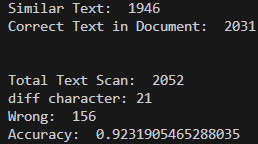 Similar Text:  1946
Correct Text in Document:  2031
Total Text Scan:  2052
diff character: 21
Wrong:  156
Accuracy:  0.9231905465288035